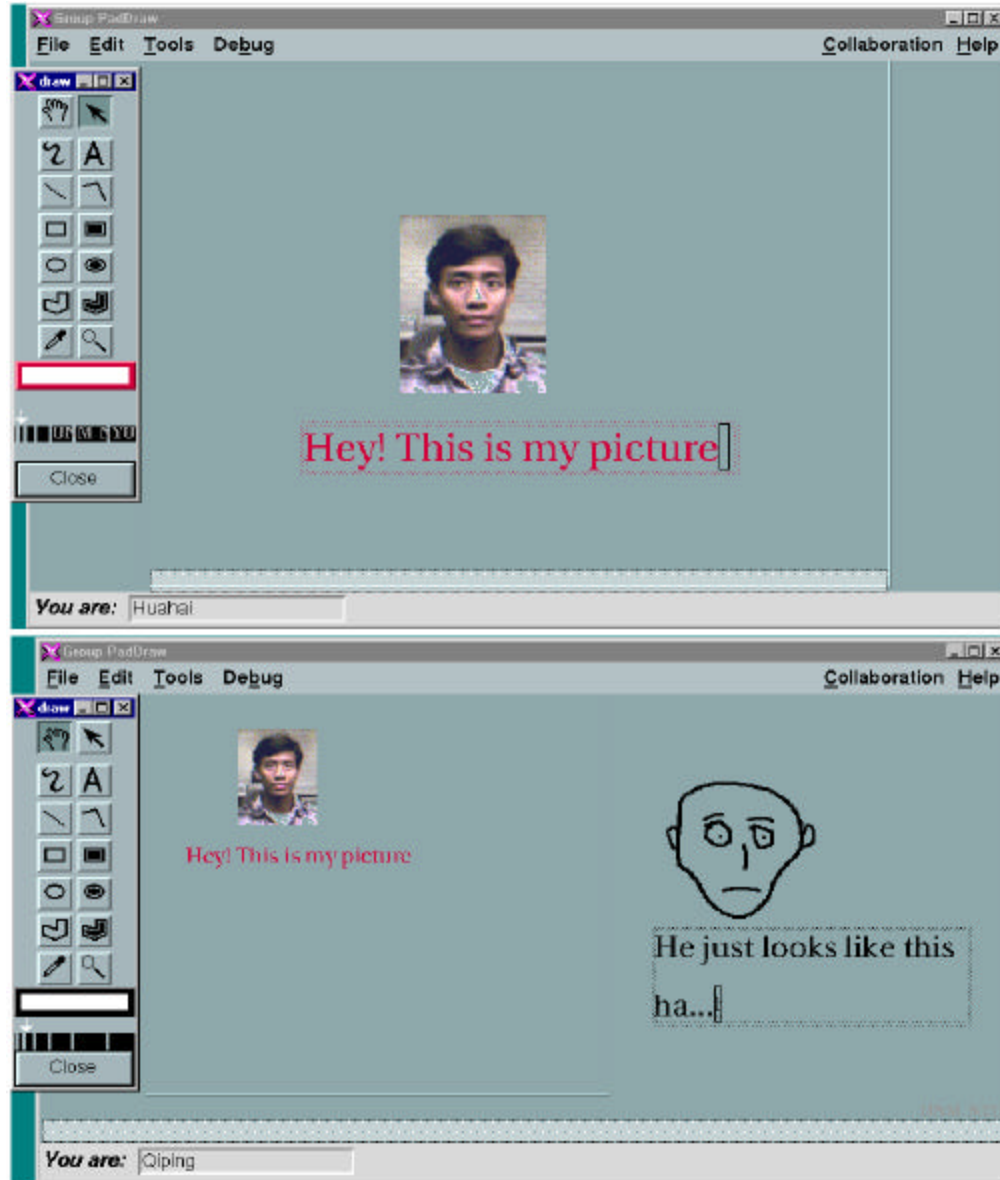 Group PadDraw
File Edit Tools Debug Collaboration Help
draw
A
Hey! This is my picture
Close
You are: Huahai
Group PadDraw
File Edit Tools Debug Collaboration Help
draw
A
Hey! This is my picture
He just looks like this
ha...
Close
You are: Qiping